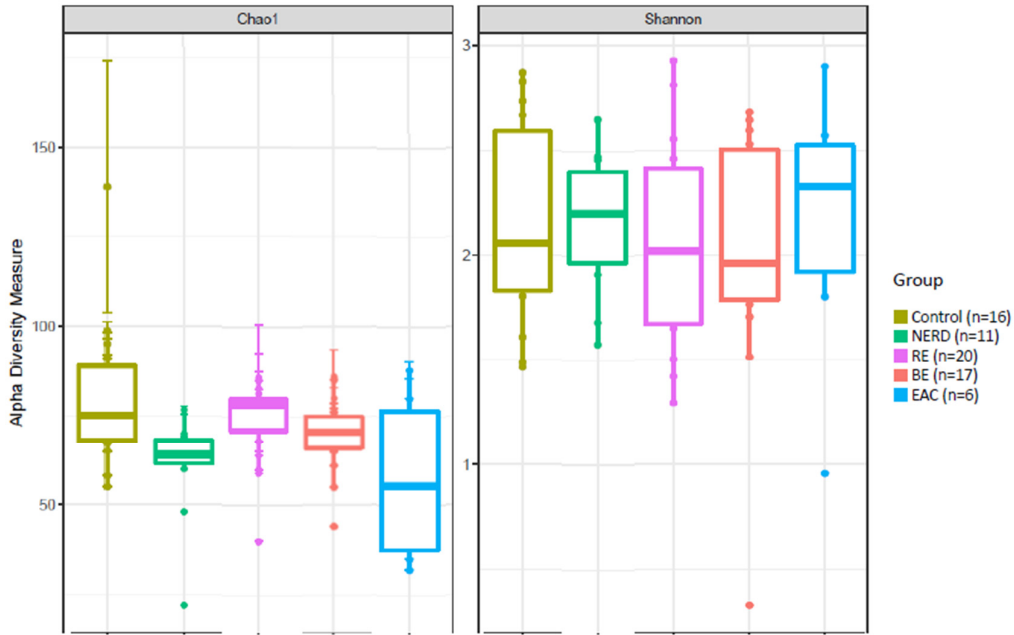 Chao1
Shannon
Alpha Diversity Measure
150
100
50
3
2
1
Group
Control (n=16)
NERD (n=11)
RE (n=20)
BE (n=17)
EAC (n=6)